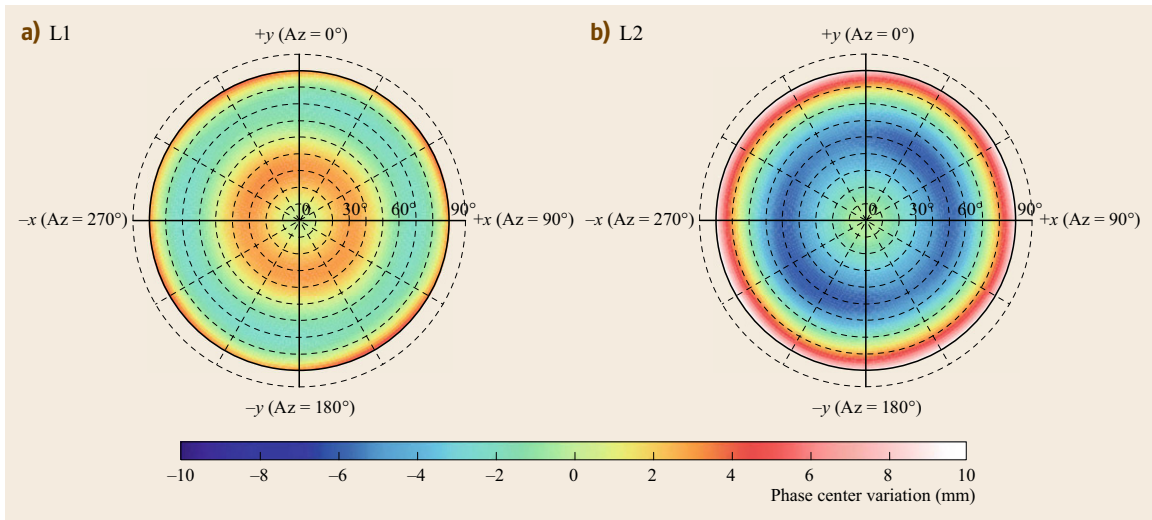 a) L1
+y (Az = 0°)
–x (Az = 270°)
0 30° 60° 90°
+x (Az = 90°)
–y (Az = 180°)
b) L2
+y (Az = 0°)
–x (Az = 270°)
0 30° 60° 90°
+x (Az = 90°)
–y (Az = 180°)
–10 –8 –6 –4 –2 0 2 4 6 8 10
Phase center variation (mm)